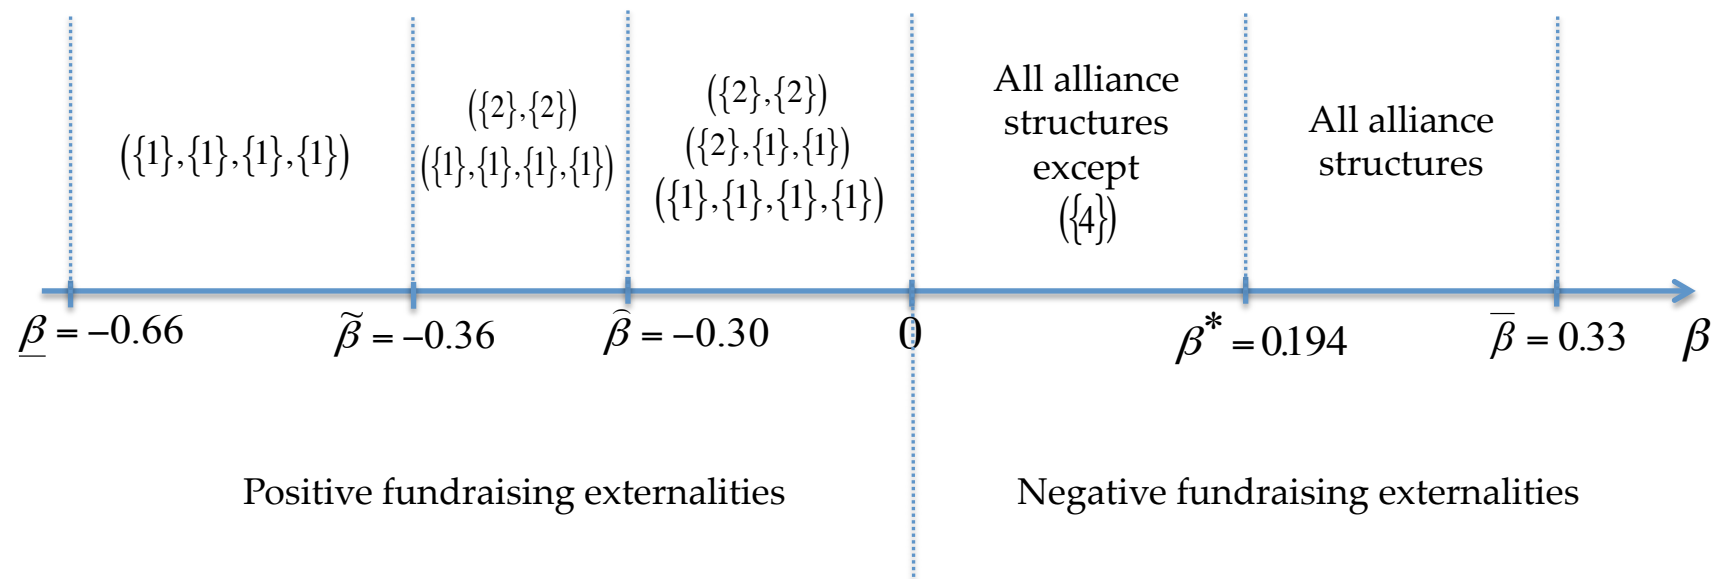 ({1},{1},{1},{1})
({2},{2})
({1},{1},{1},{1})
({2},{2})
({2},{1},{1})
({1},{1},{1},{1})
All alliance
structures
except
({4})
All alliance
structures
β̲ = −0.66
β̃ = −0.36
β̂ = −0.30
0
β* = 0.194
β̅ = 0.33
β
Positive fundraising externalities
Negative fundraising externalities